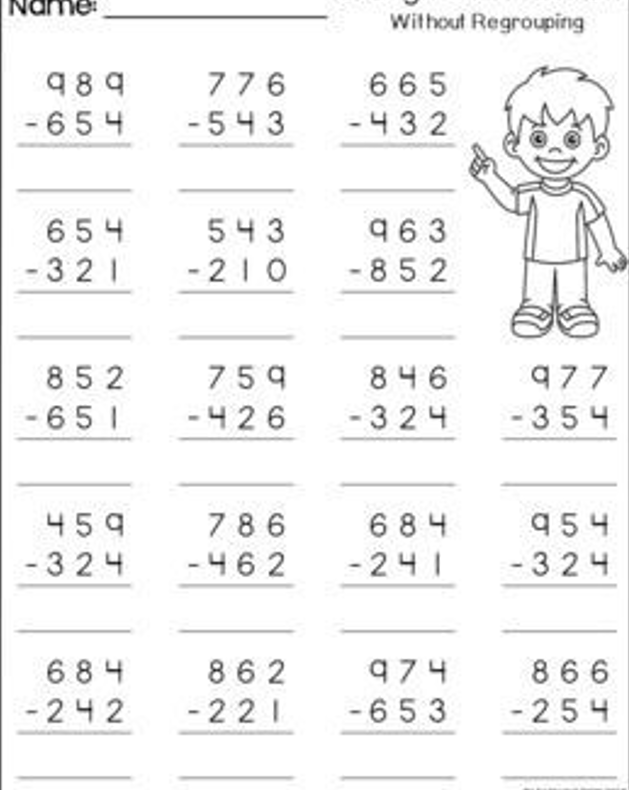 Name:
Without Regrouping
989 776 665
-654 -543 -432
654 543 963
-321 -210 -852
852 759 846 977
-651 -426 -324 -354
459 786 684 954
-324 -462 -241 -324
684 862 974 866
-242 -221 -653 -254